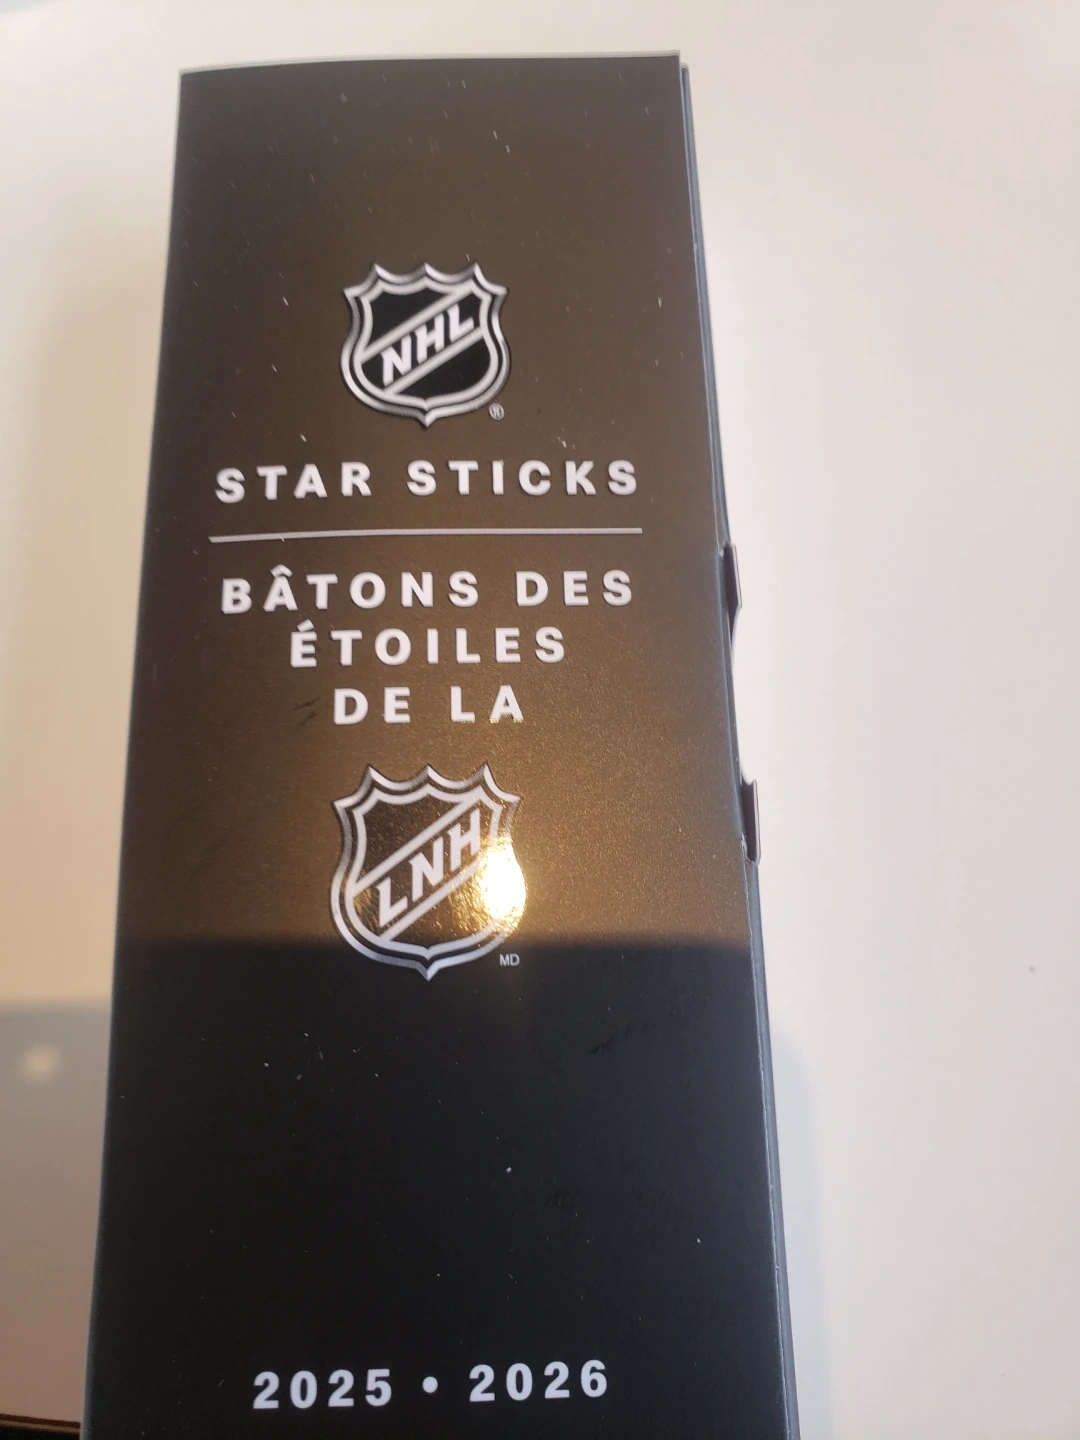 NHL
®
STAR STICKS
BÂTONS DES
ÉTOILES
DE LA
LNH
MD
2025 • 2026